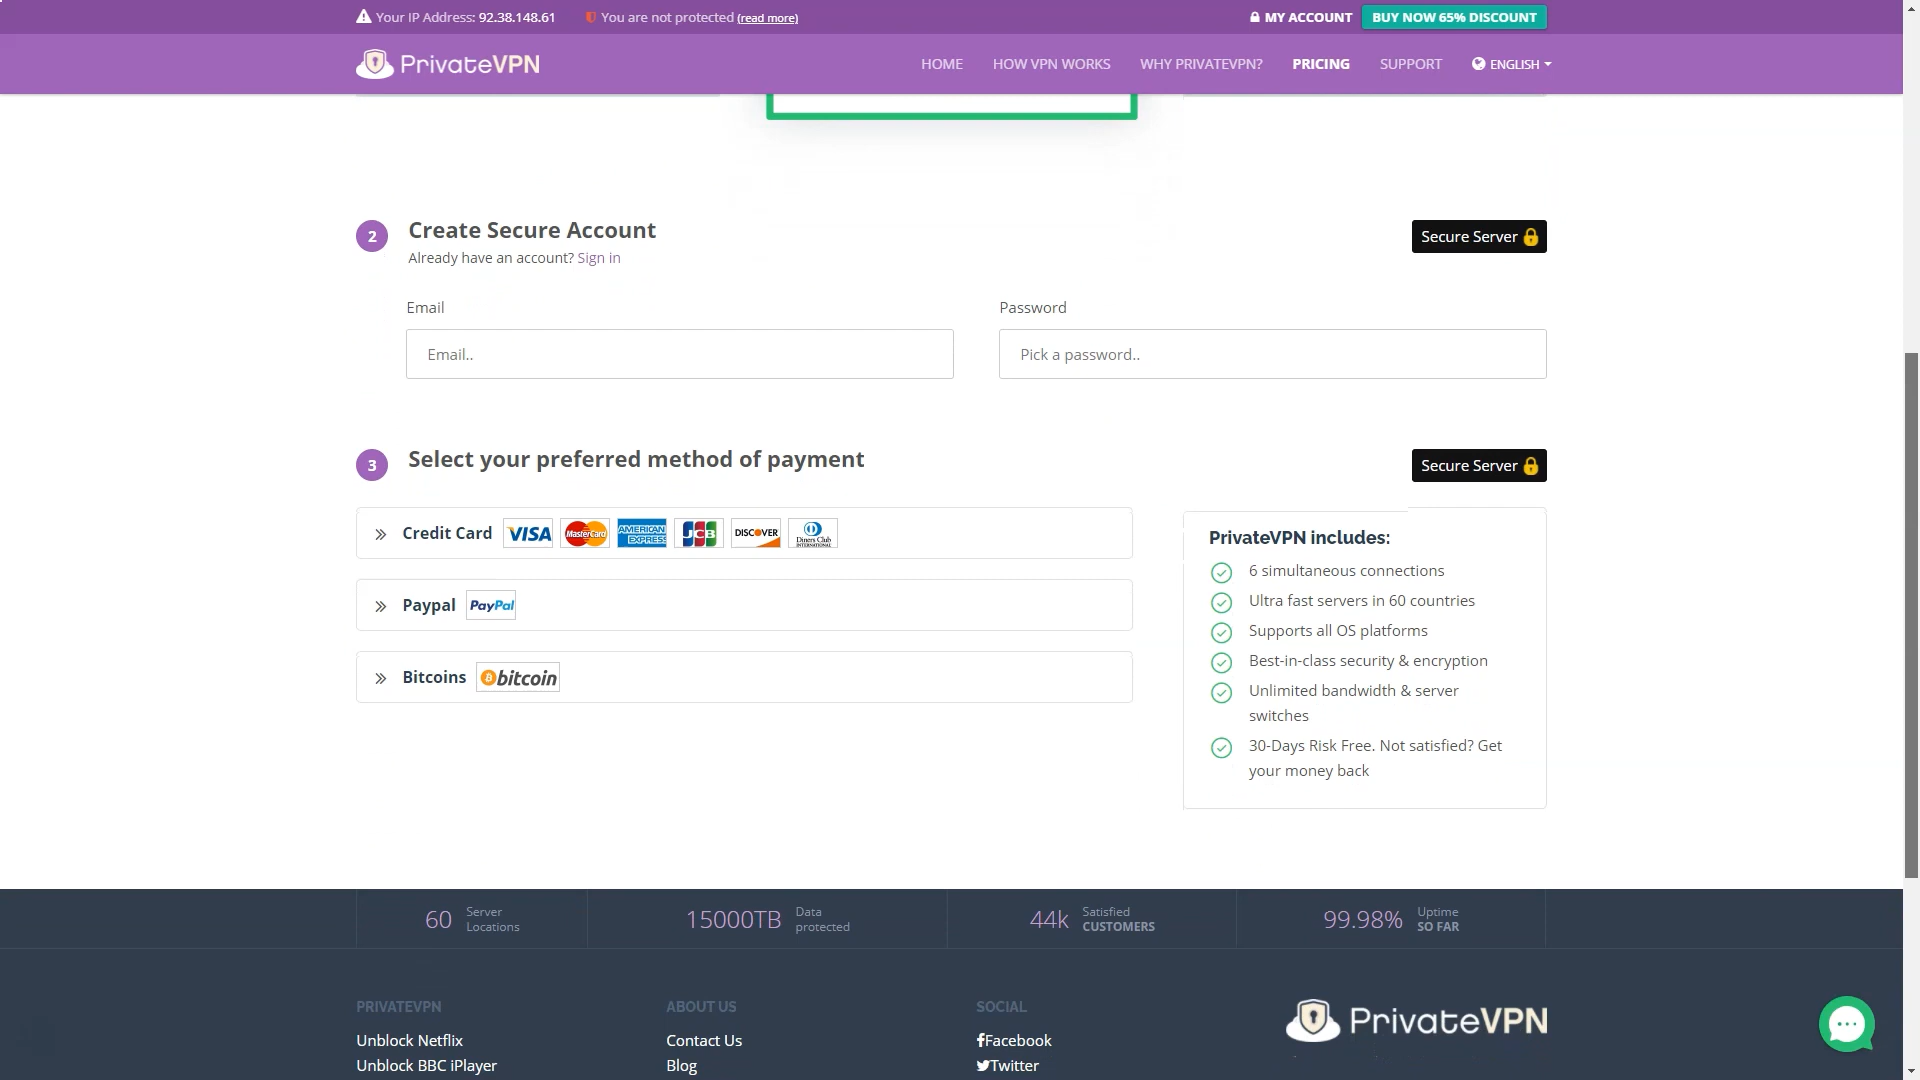 Your IP Address: 92.38.148.61 You are not protected (read more) MY ACCOUNT BUY NOW 65% DISCOUNT
PrivateVPN HOME HOW VPN WORKS WHY PRIVATEVPN? PRICING SUPPORT ENGLISH
2 Create Secure Account Secure Server
Already have an account? Sign in
Email Password
Email.. Pick a password..
3 Select your preferred method of payment Secure Server
Credit Card VISA MasterCard AMERICAN EXPRESS JCB DISCOVER Diners Club INTERNATIONAL
Paypal PayPal
Bitcoins bitcoin
PrivateVPN includes:
6 simultaneous connections
Ultra fast servers in 60 countries
Supports all OS platforms
Best-in-class security & encryption
Unlimited bandwidth & server
switches
30-Days Risk Free. Not satisfied? Get
your money back
60 Server Locations
15000TB Data protected
44k Satisfied CUSTOMERS
99.98% Uptime SO FAR
PRIVATEVPN
Unblock Netflix
Unblock BBC iPlayer
ABOUT US
Contact Us
Blog
SOCIAL
Facebook
Twitter
PrivateVPN